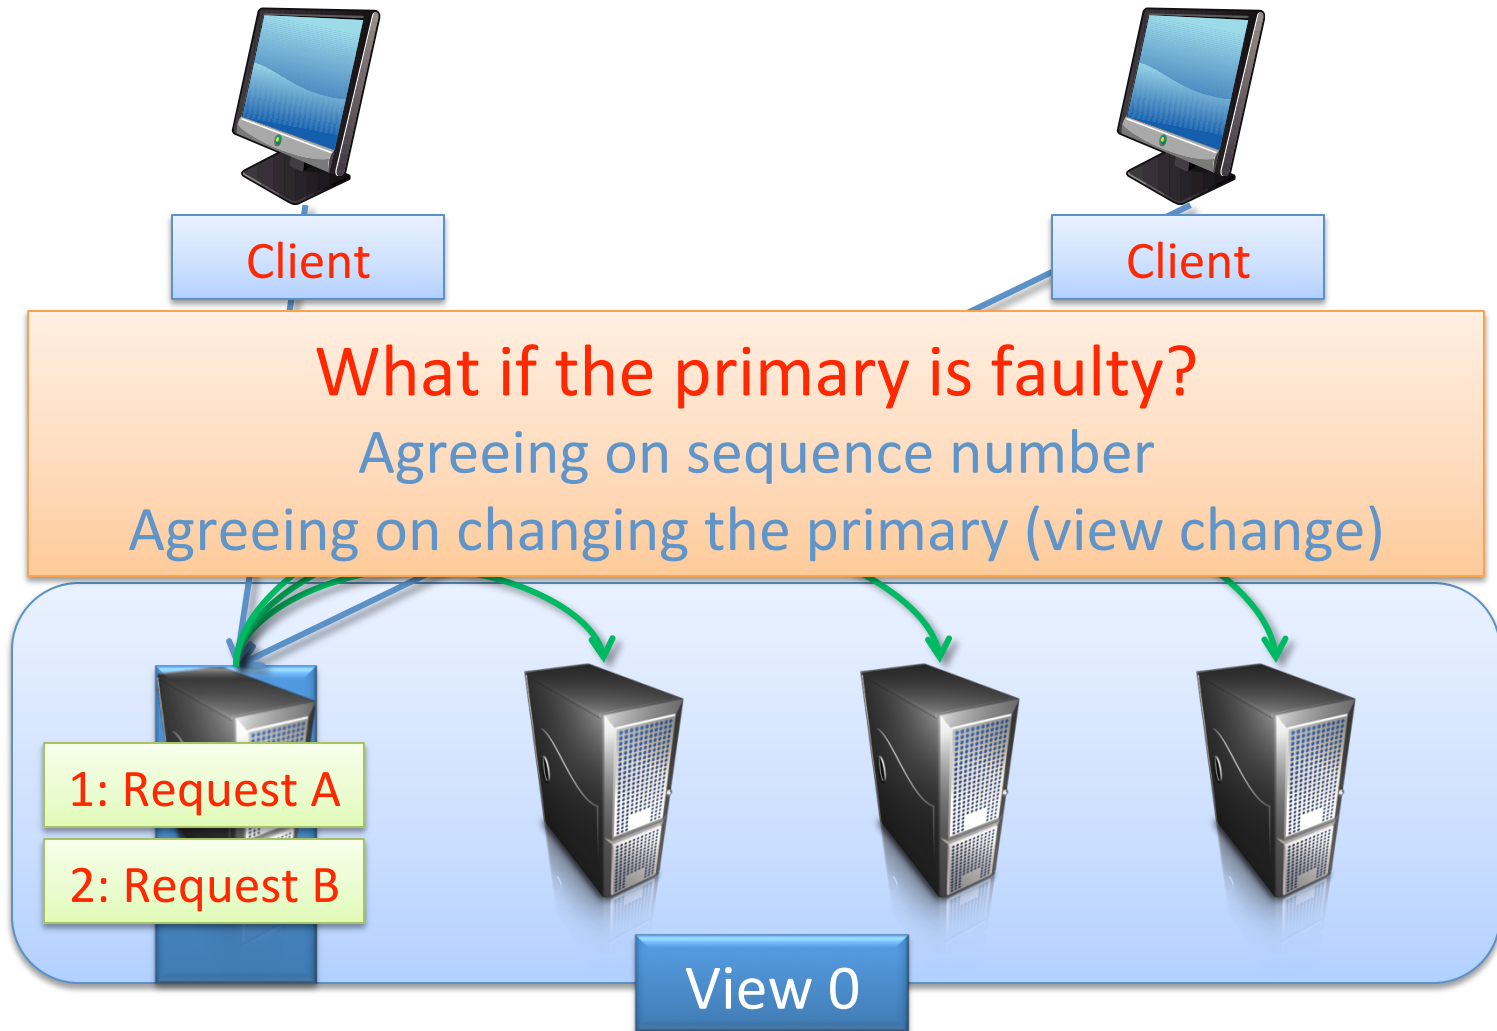 Client
Client
What if the primary is faulty?
Agreeing on sequence number
Agreeing on changing the primary (view change)
1: Request A
2: Request B
View 0